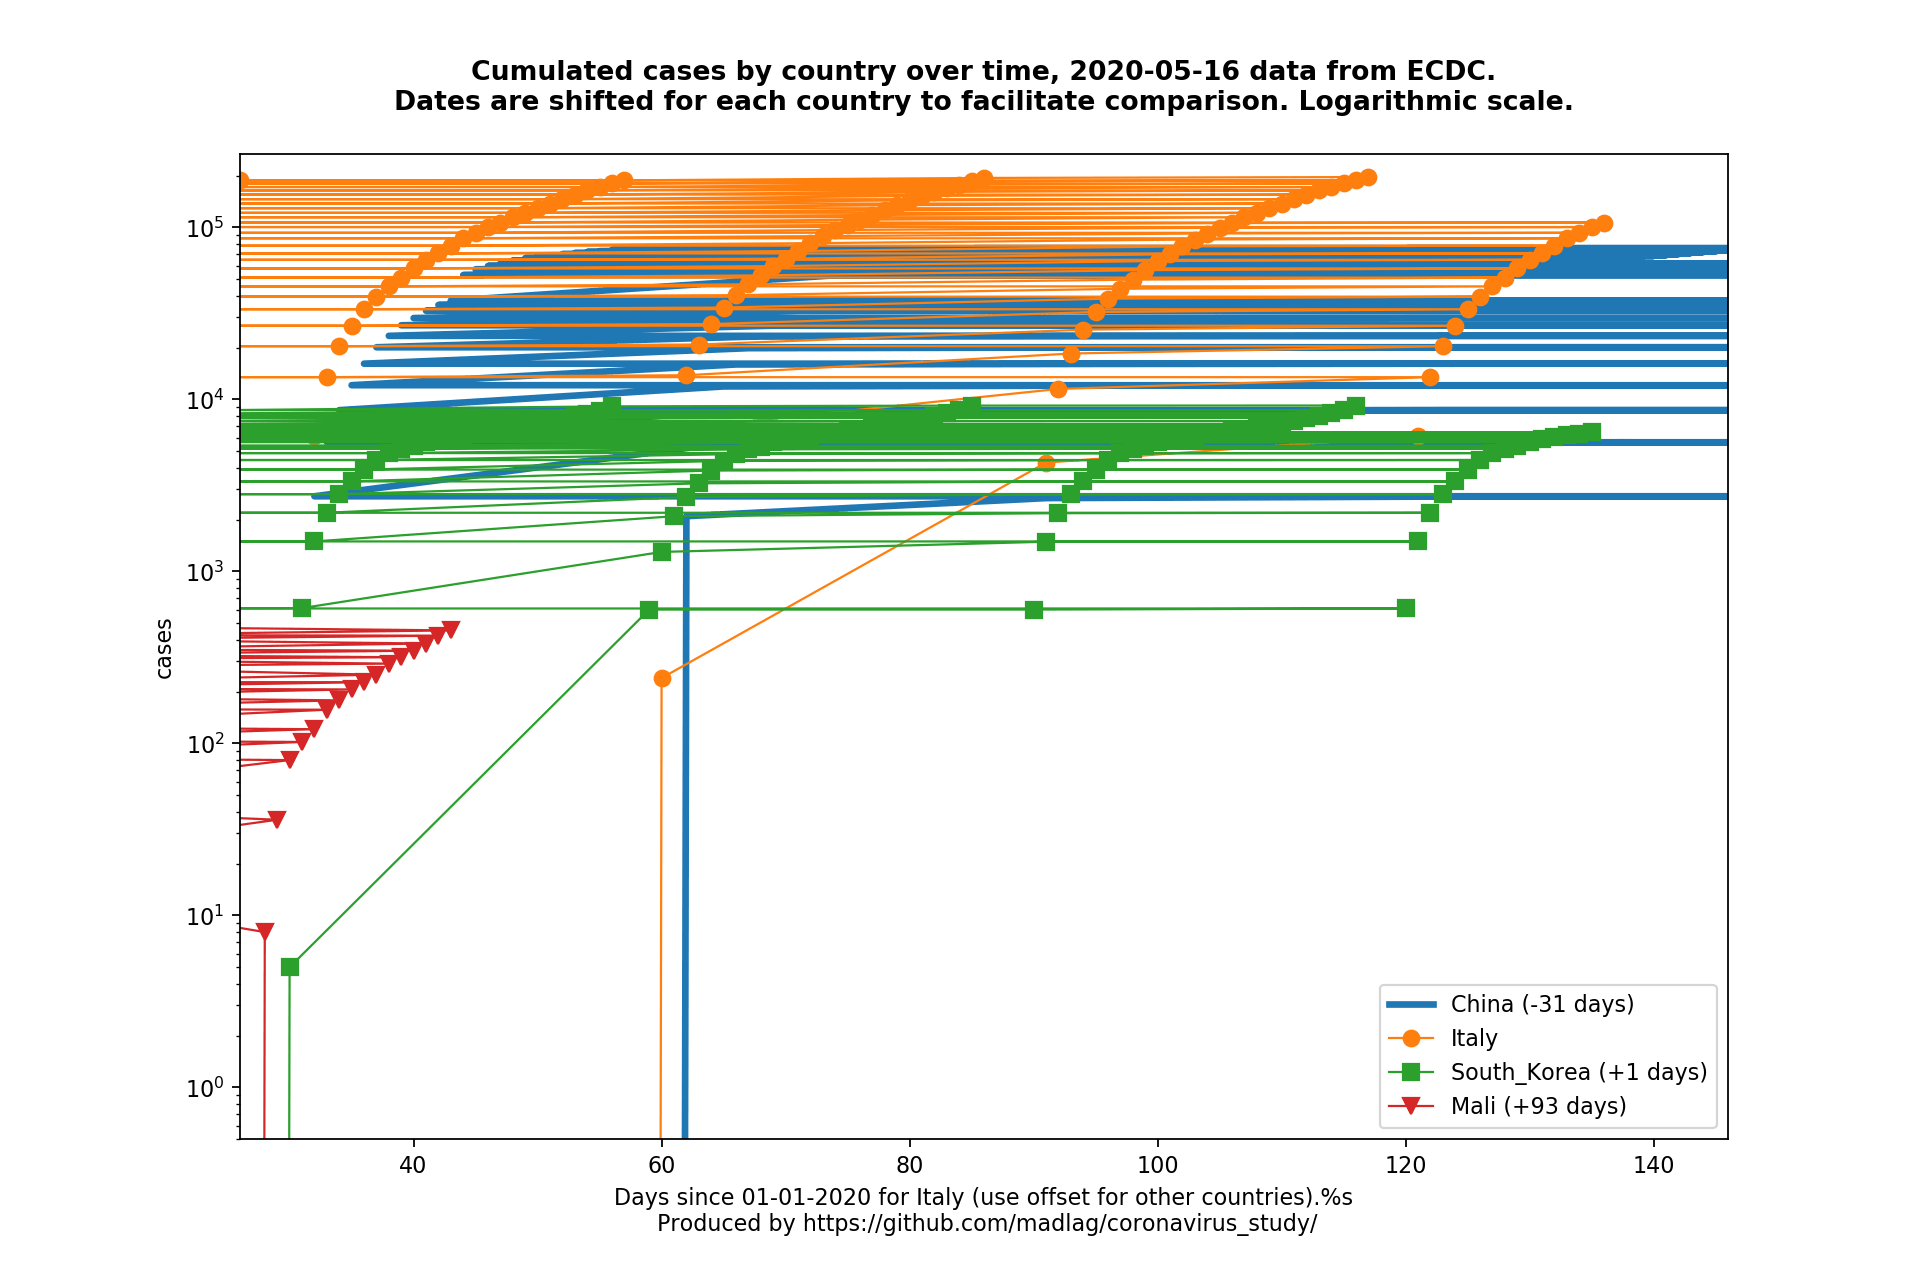 Cumulated cases by country over time, 2020-05-16 data from ECDC.
Dates are shifted for each country to facilitate comparison. Logarithmic scale.
cases
10^5
10^4
10^3
10^2
10^1
10^0
40 60 80 100 120 140
China (-31 days)
Italy
South_Korea (+1 days)
Mali (+93 days)
Days since 01-01-2020 for Italy (use offset for other countries).%s
Produced by https://github.com/madlag/coronavirus_study/